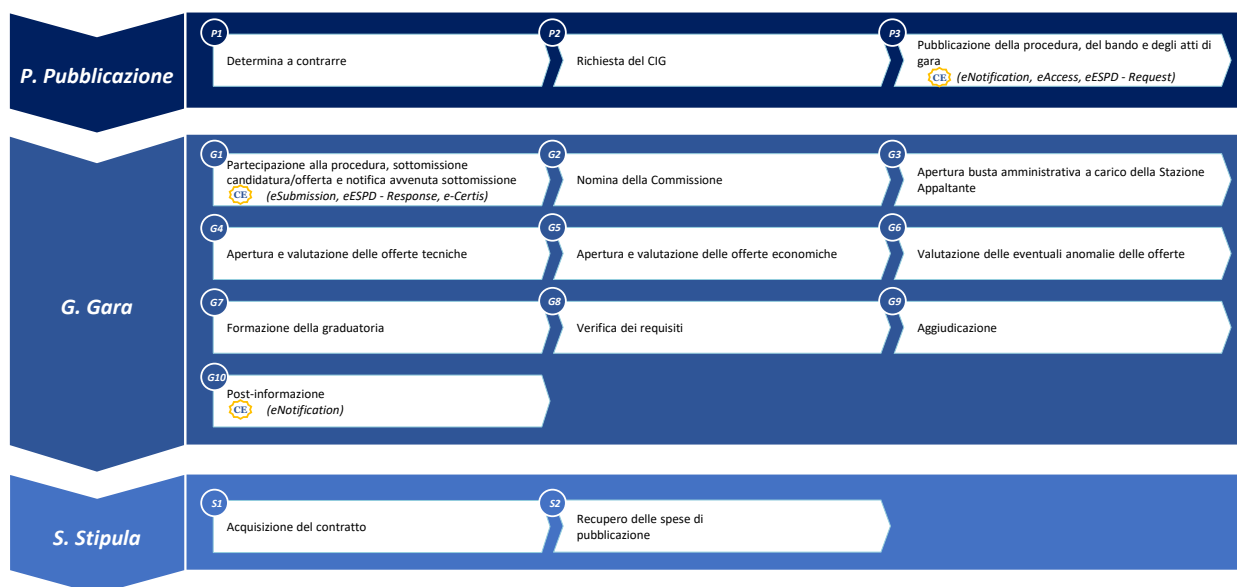 P. Pubblicazione
P1
Determina a contrarre
P2
Richiesta del CIG
P3
Pubblicazione della procedura, del bando e degli atti di
gara
CE (eNotification, eAccess, eESPD - Request)
G. Gara
G1
Partecipazione alla procedura, sottomissione
candidatura/offerta e notifica avvenuta sottomissione
CE (eSubmission, eESPD - Response, e-Certis)
G2
Nomina della Commissione
G3
Apertura busta amministrativa a carico della Stazione
Appaltante
G4
Apertura e valutazione delle offerte tecniche
G5
Apertura e valutazione delle offerte economiche
G6
Valutazione delle eventuali anomalie delle offerte
G7
Formazione della graduatoria
G8
Verifica dei requisiti
G9
Aggiudicazione
G10
Post-informazione
CE (eNotification)
S. Stipula
S1
Acquisizione del contratto
S2
Recupero delle spese di
pubblicazione